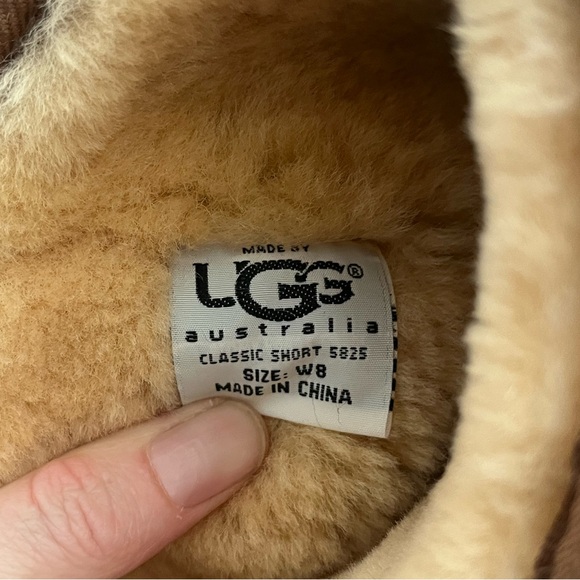 MADE BY
UGG®
australia
CLASSIC SHORT 5825
SIZE: W8
MADE IN CHINA